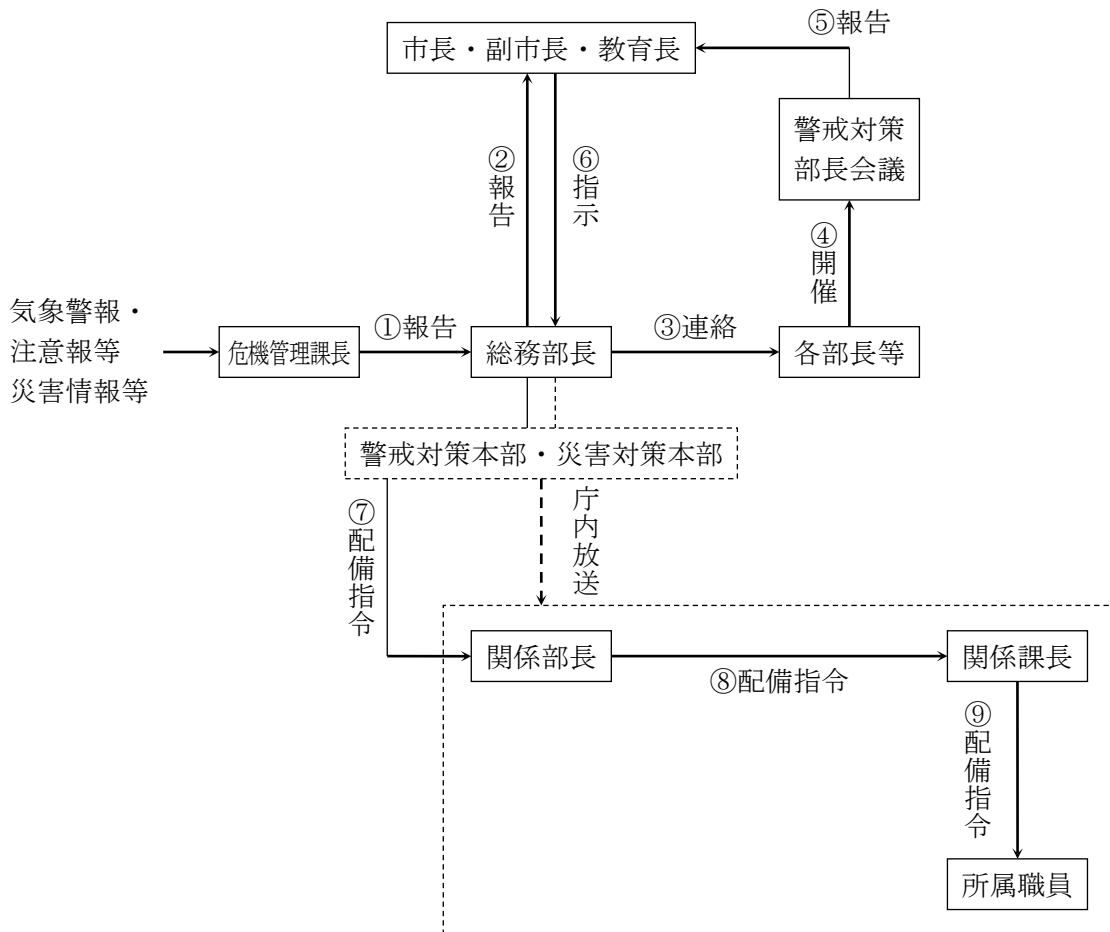 ⑤報告
市長・副市長・教育長
警戒対策
部長会議
②報告
⑥指示
④開催
気象警報・
注意報等
災害情報等
危機管理課長
①報告
総務部長
③連絡
各部長等
警戒対策本部・災害対策本部
⑦配備指令
庁内放送
関係部長
⑧配備指令
関係課長
⑨配備指令
所属職員